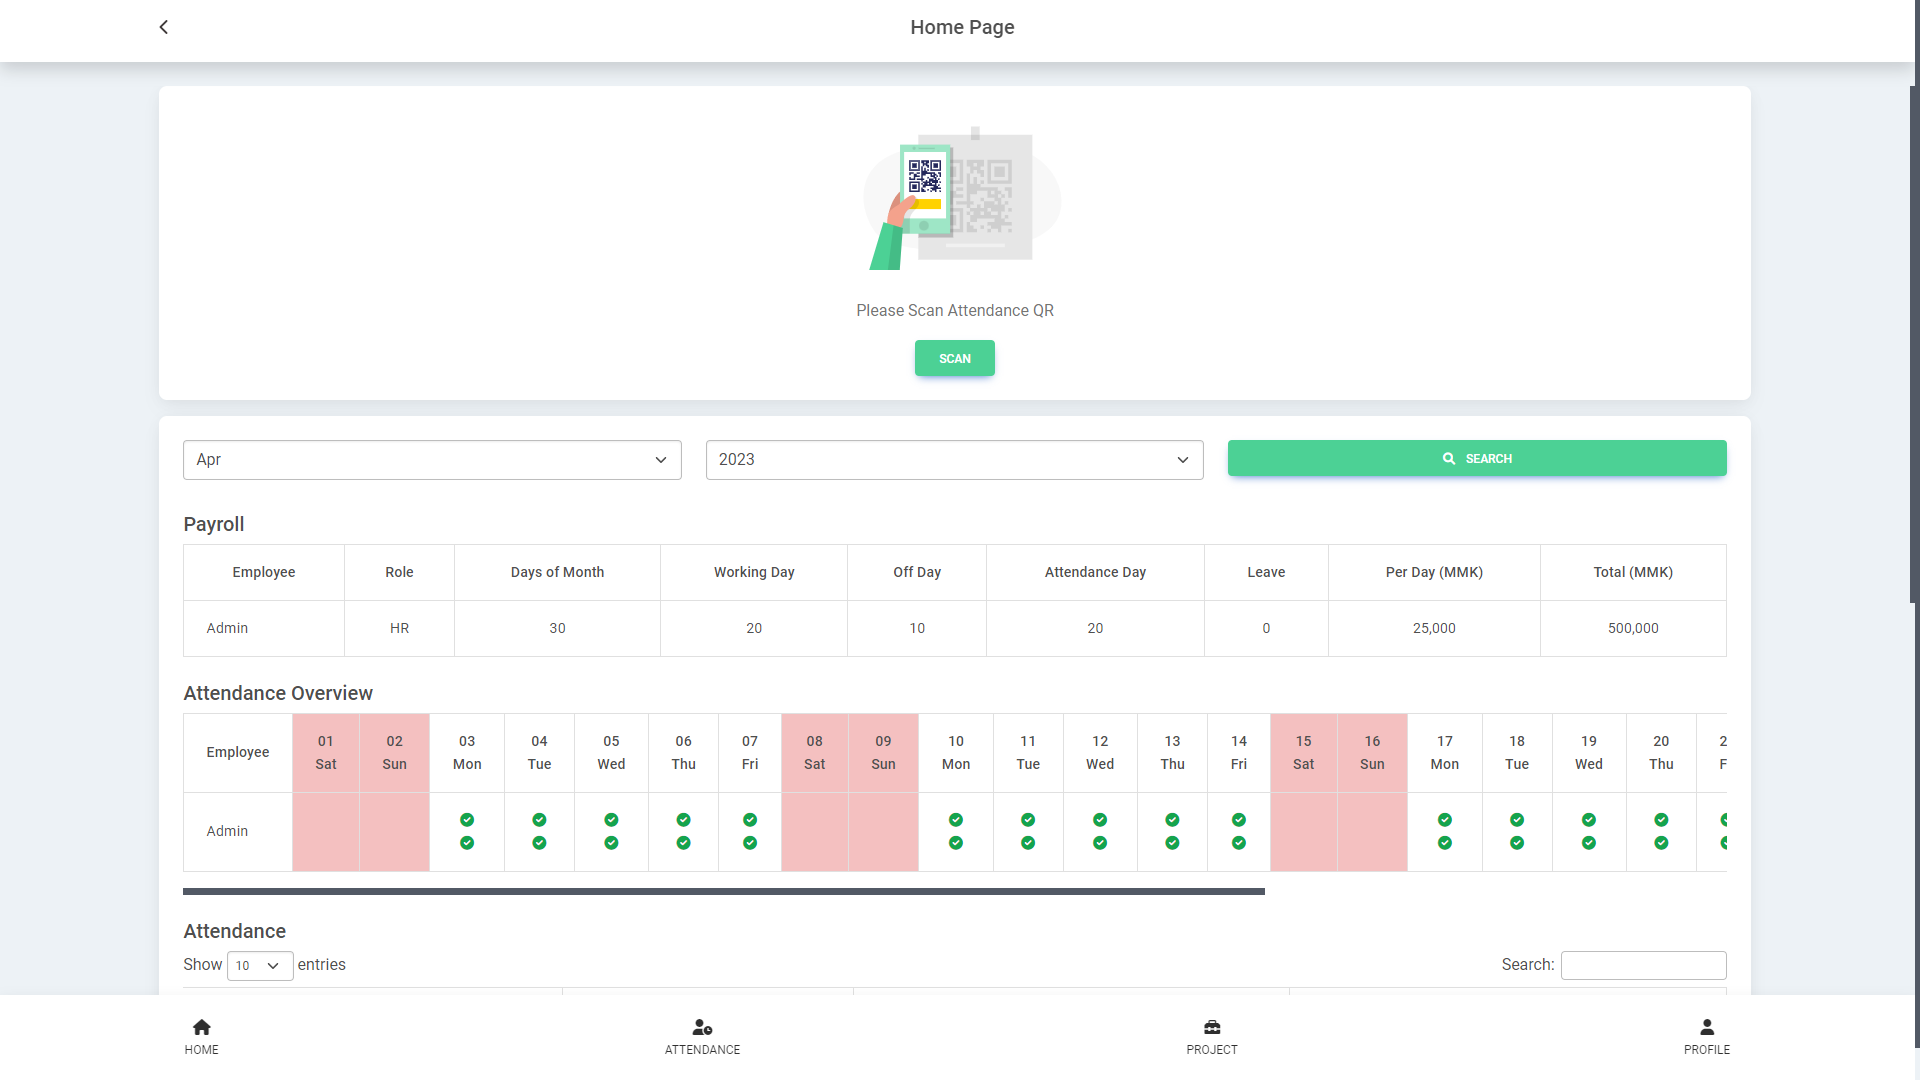 Home Page
Please Scan Attendance QR
SCAN
Apr 2023 SEARCH
Payroll
Employee Role Days of Month Working Day Off Day Attendance Day Leave Per Day (MMK) Total (MMK)
Admin HR 30 20 10 20 0 25,000 500,000
Attendance Overview
Employee 01 02 03 04 05 06 07 08 09 10 11 12 13 14 15 16 17 18 19 20 2
Sat Sun Mon Tue Wed Thu Fri Sat Sun Mon Tue Wed Thu Fri Sat Sun Mon Tue Wed Thu F
Admin
Attendance
Show 10 entries Search:
HOME ATTENDANCE PROJECT PROFILE